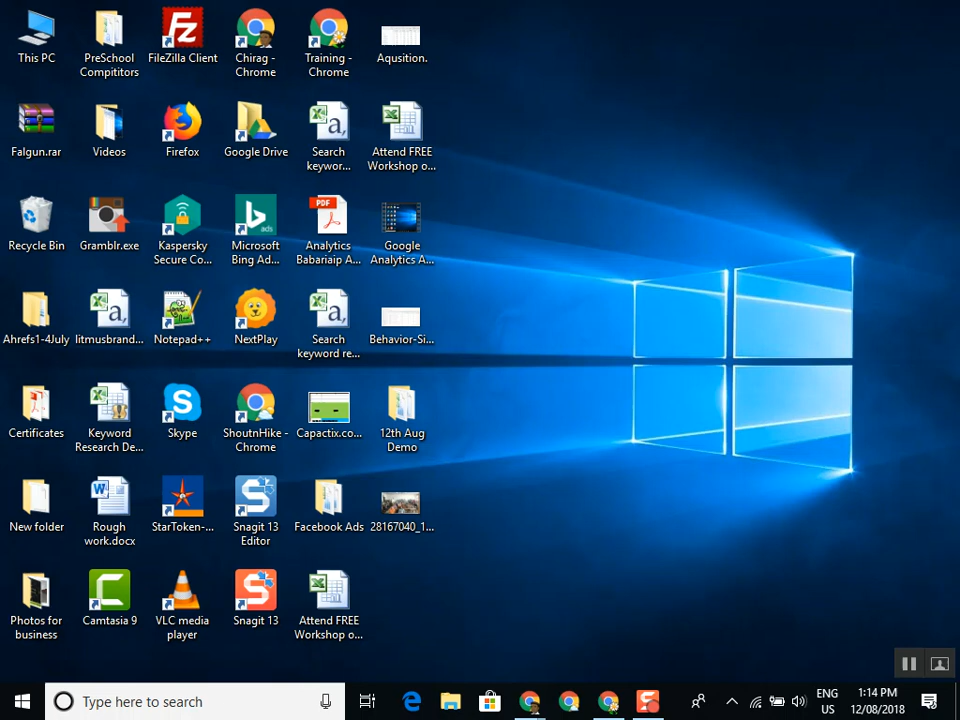 This PC
PreSchool
Compititors
FileZilla Client
Chirag -
Chrome
Training -
Chrome
Aqusition.
Falgun.rar
Videos
Firefox
Google Drive
Search
keywor...
Attend FREE
Workshop o...
Recycle Bin
Gramblr.exe
Kaspersky
Secure Co...
ads
Microsoft
Bing Ad...
PDF
Analytics
Babariaip A...
Google
Analytics A...
Ahrefs1-4July
litmusbrand...
Notepad++
NextPlay
Search
keyword re...
Behavior-Si...
Certificates
Keyword
Research De...
Skype
ShoutnHike -
Chrome
Capactix.co...
12th Aug
Demo
New folder
Rough
work.docx
StarToken-...
Snagit 13
Editor
Facebook Ads
28167040_1...
Photos for
business
Camtasia 9
VLC media
player
Snagit 13
Attend FREE
Workshop o...
Type here to search
ENG
US
1:14 PM
12/08/2018